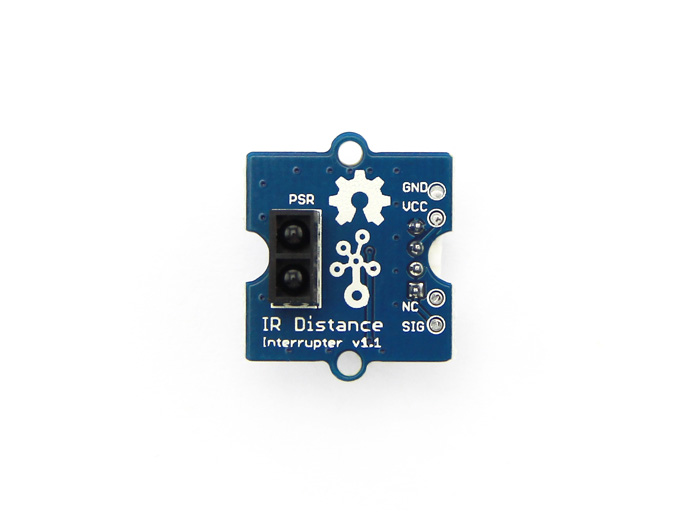 PSR
GND
VCC
NC
SIG
IR Distance
Interrupter v1.1